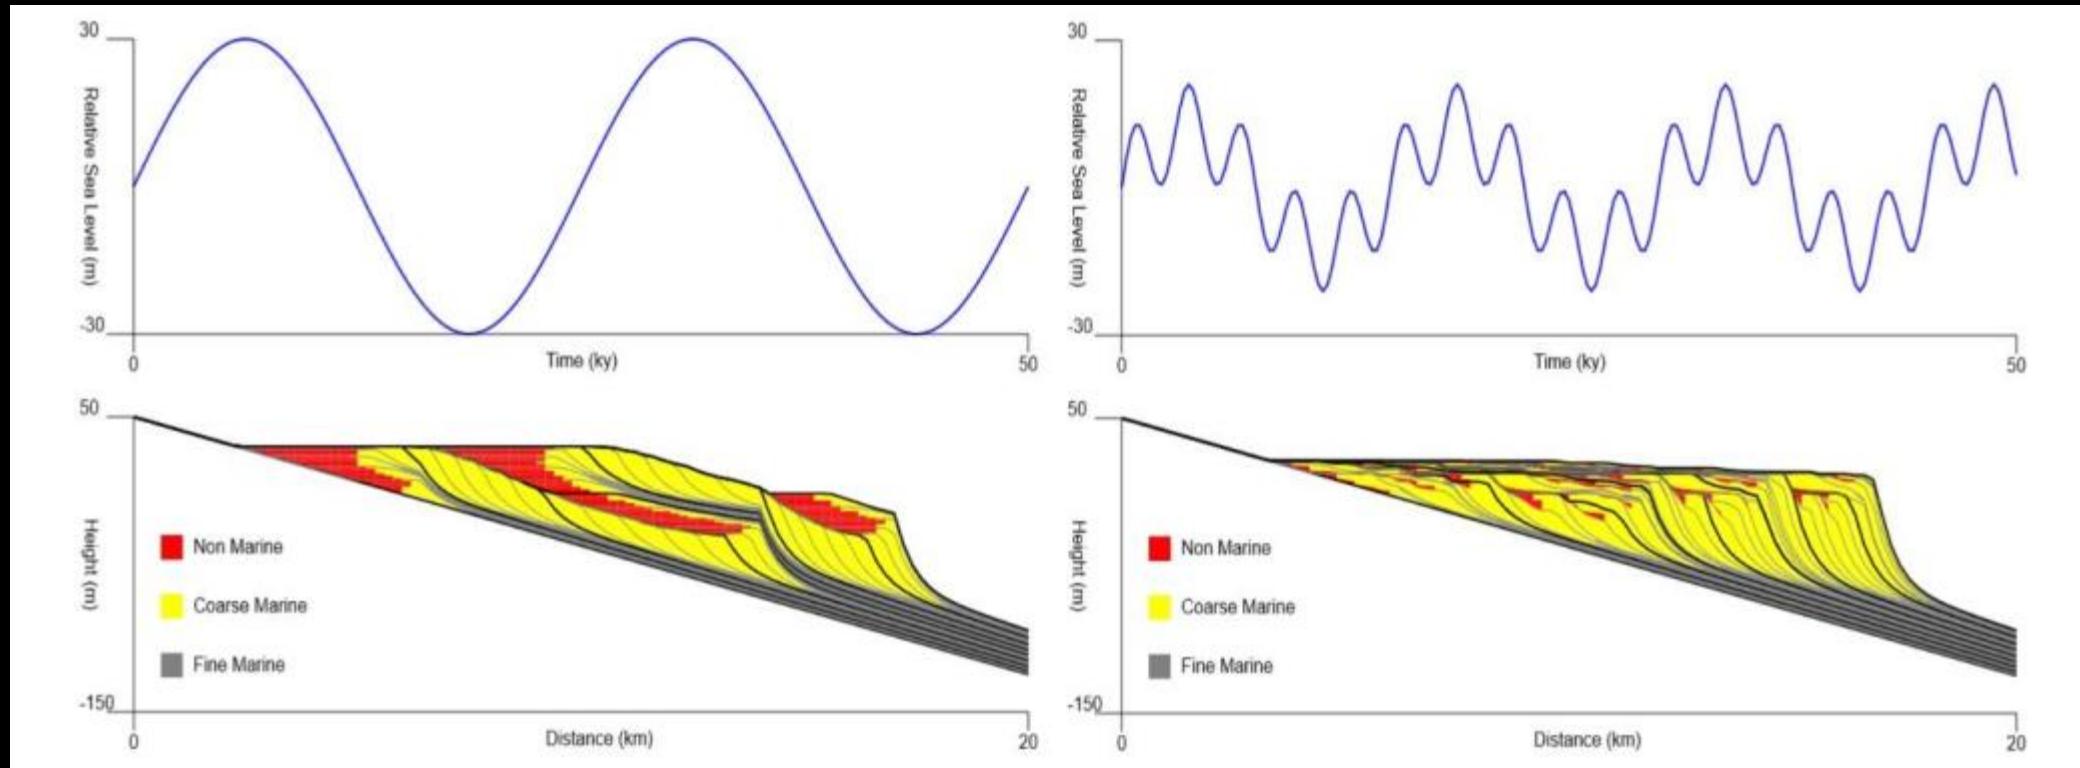 30
Relative Sea Level (m)
-30
0
Time (ky)
50
30
Relative Sea Level (m)
-30
0
Time (ky)
50
50
Height (m)
Non Marine
Coarse Marine
Fine Marine
-150
0
Distance (km)
20
50
Height (m)
Non Marine
Coarse Marine
Fine Marine
-150
0
Distance (km)
20